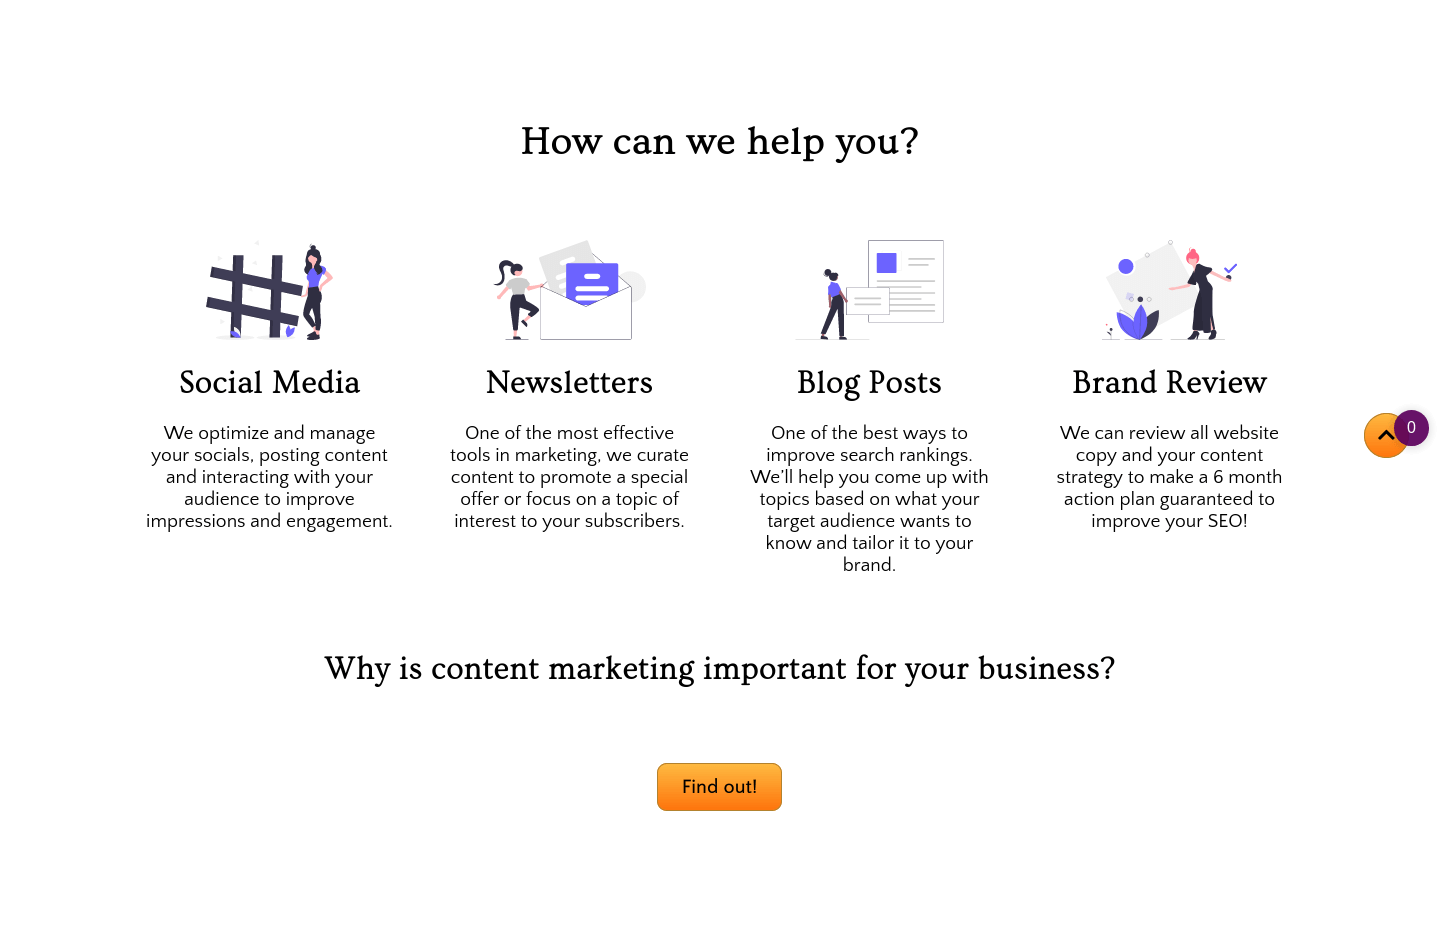 How can we help you?
Social Media
We optimize and manage
your socials, posting content
and interacting with your
audience to improve
impressions and engagement.
Newsletters
One of the most effective
tools in marketing, we curate
content to promote a special
offer or focus on a topic of
interest to your subscribers.
Blog Posts
One of the best ways to
improve search rankings.
We’ll help you come up with
topics based on what your
target audience wants to
know and tailor it to your
brand.
Brand Review
We can review all website
copy and your content
strategy to make a 6 month
action plan guaranteed to
improve your SEO!
0
Why is content marketing important for your business?
Find out!